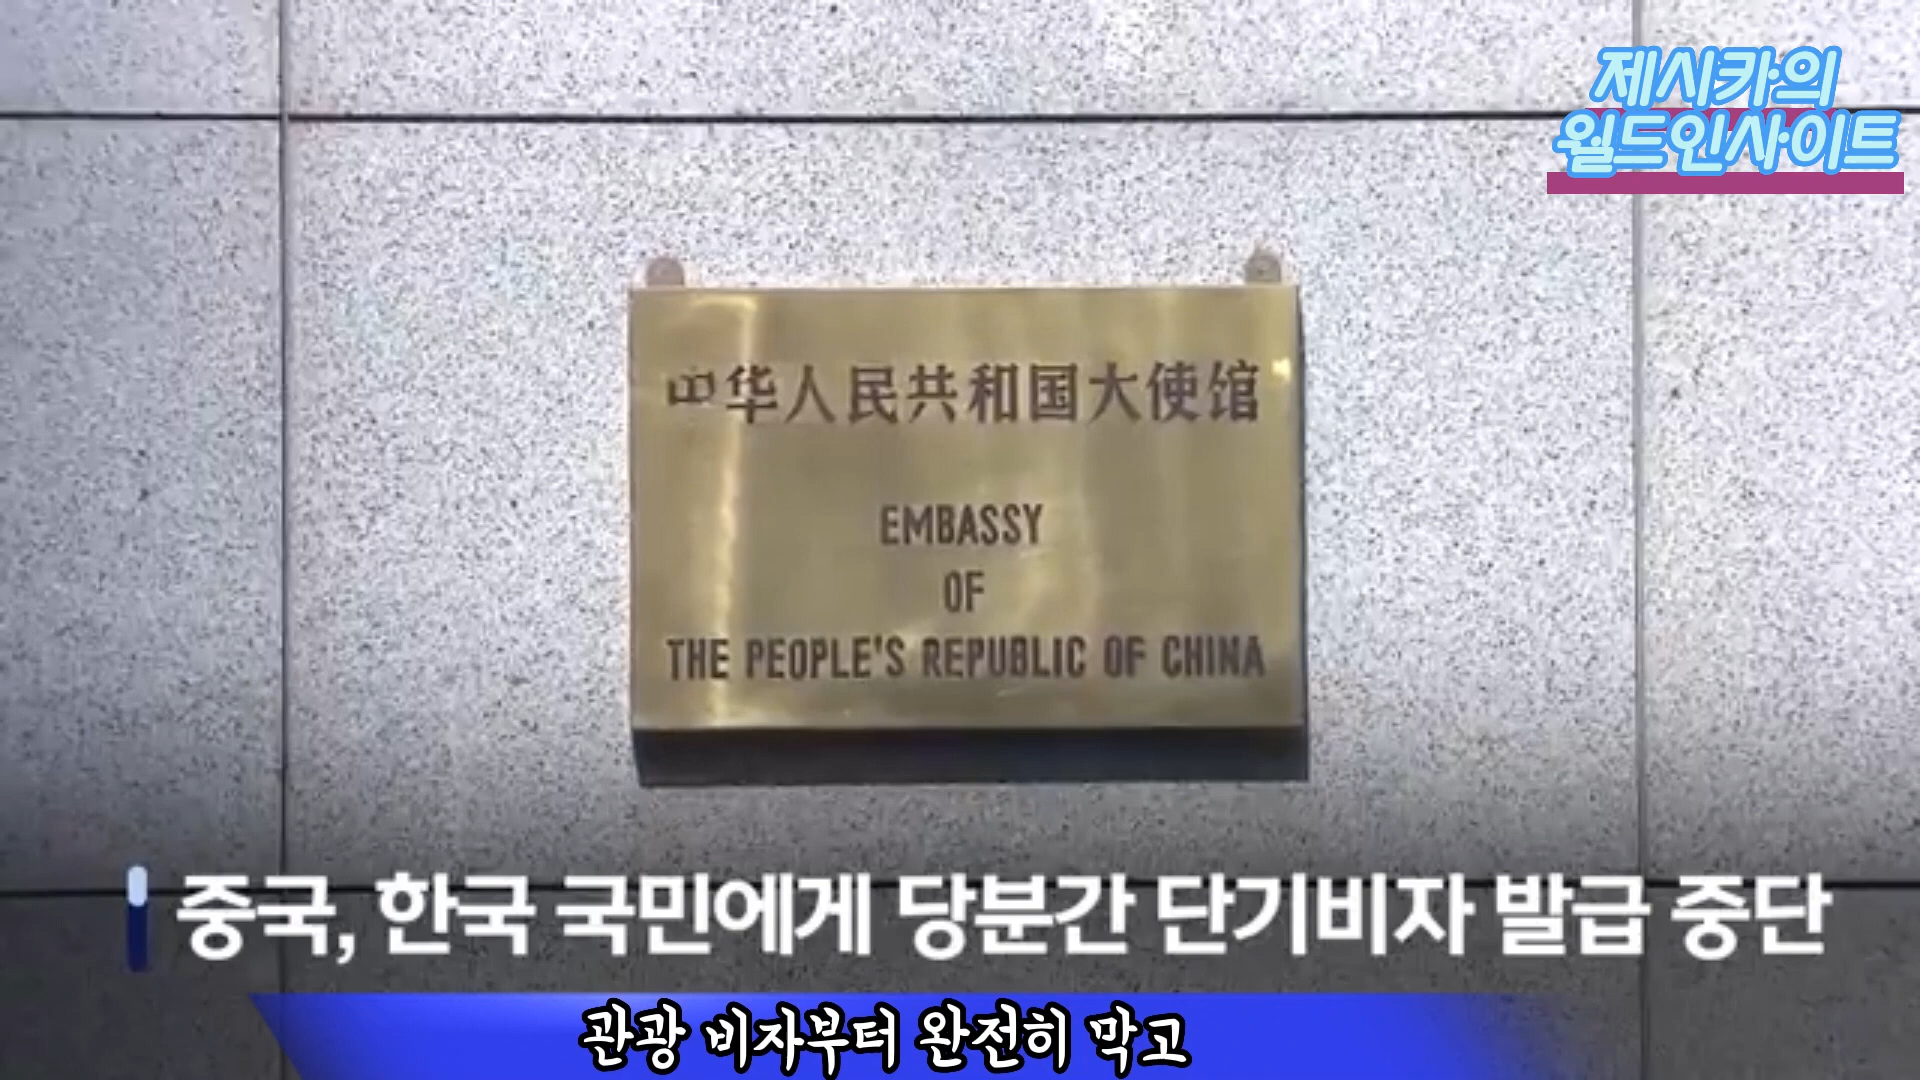 제시카의
월드인사이트
中华人民共和国大使馆
EMBASSY
OF
THE PEOPLE'S REPUBLIC OF CHINA
중국, 한국 국민에게 당분간 단기비자 발급 중단
관광 비자부터 완전히 막고